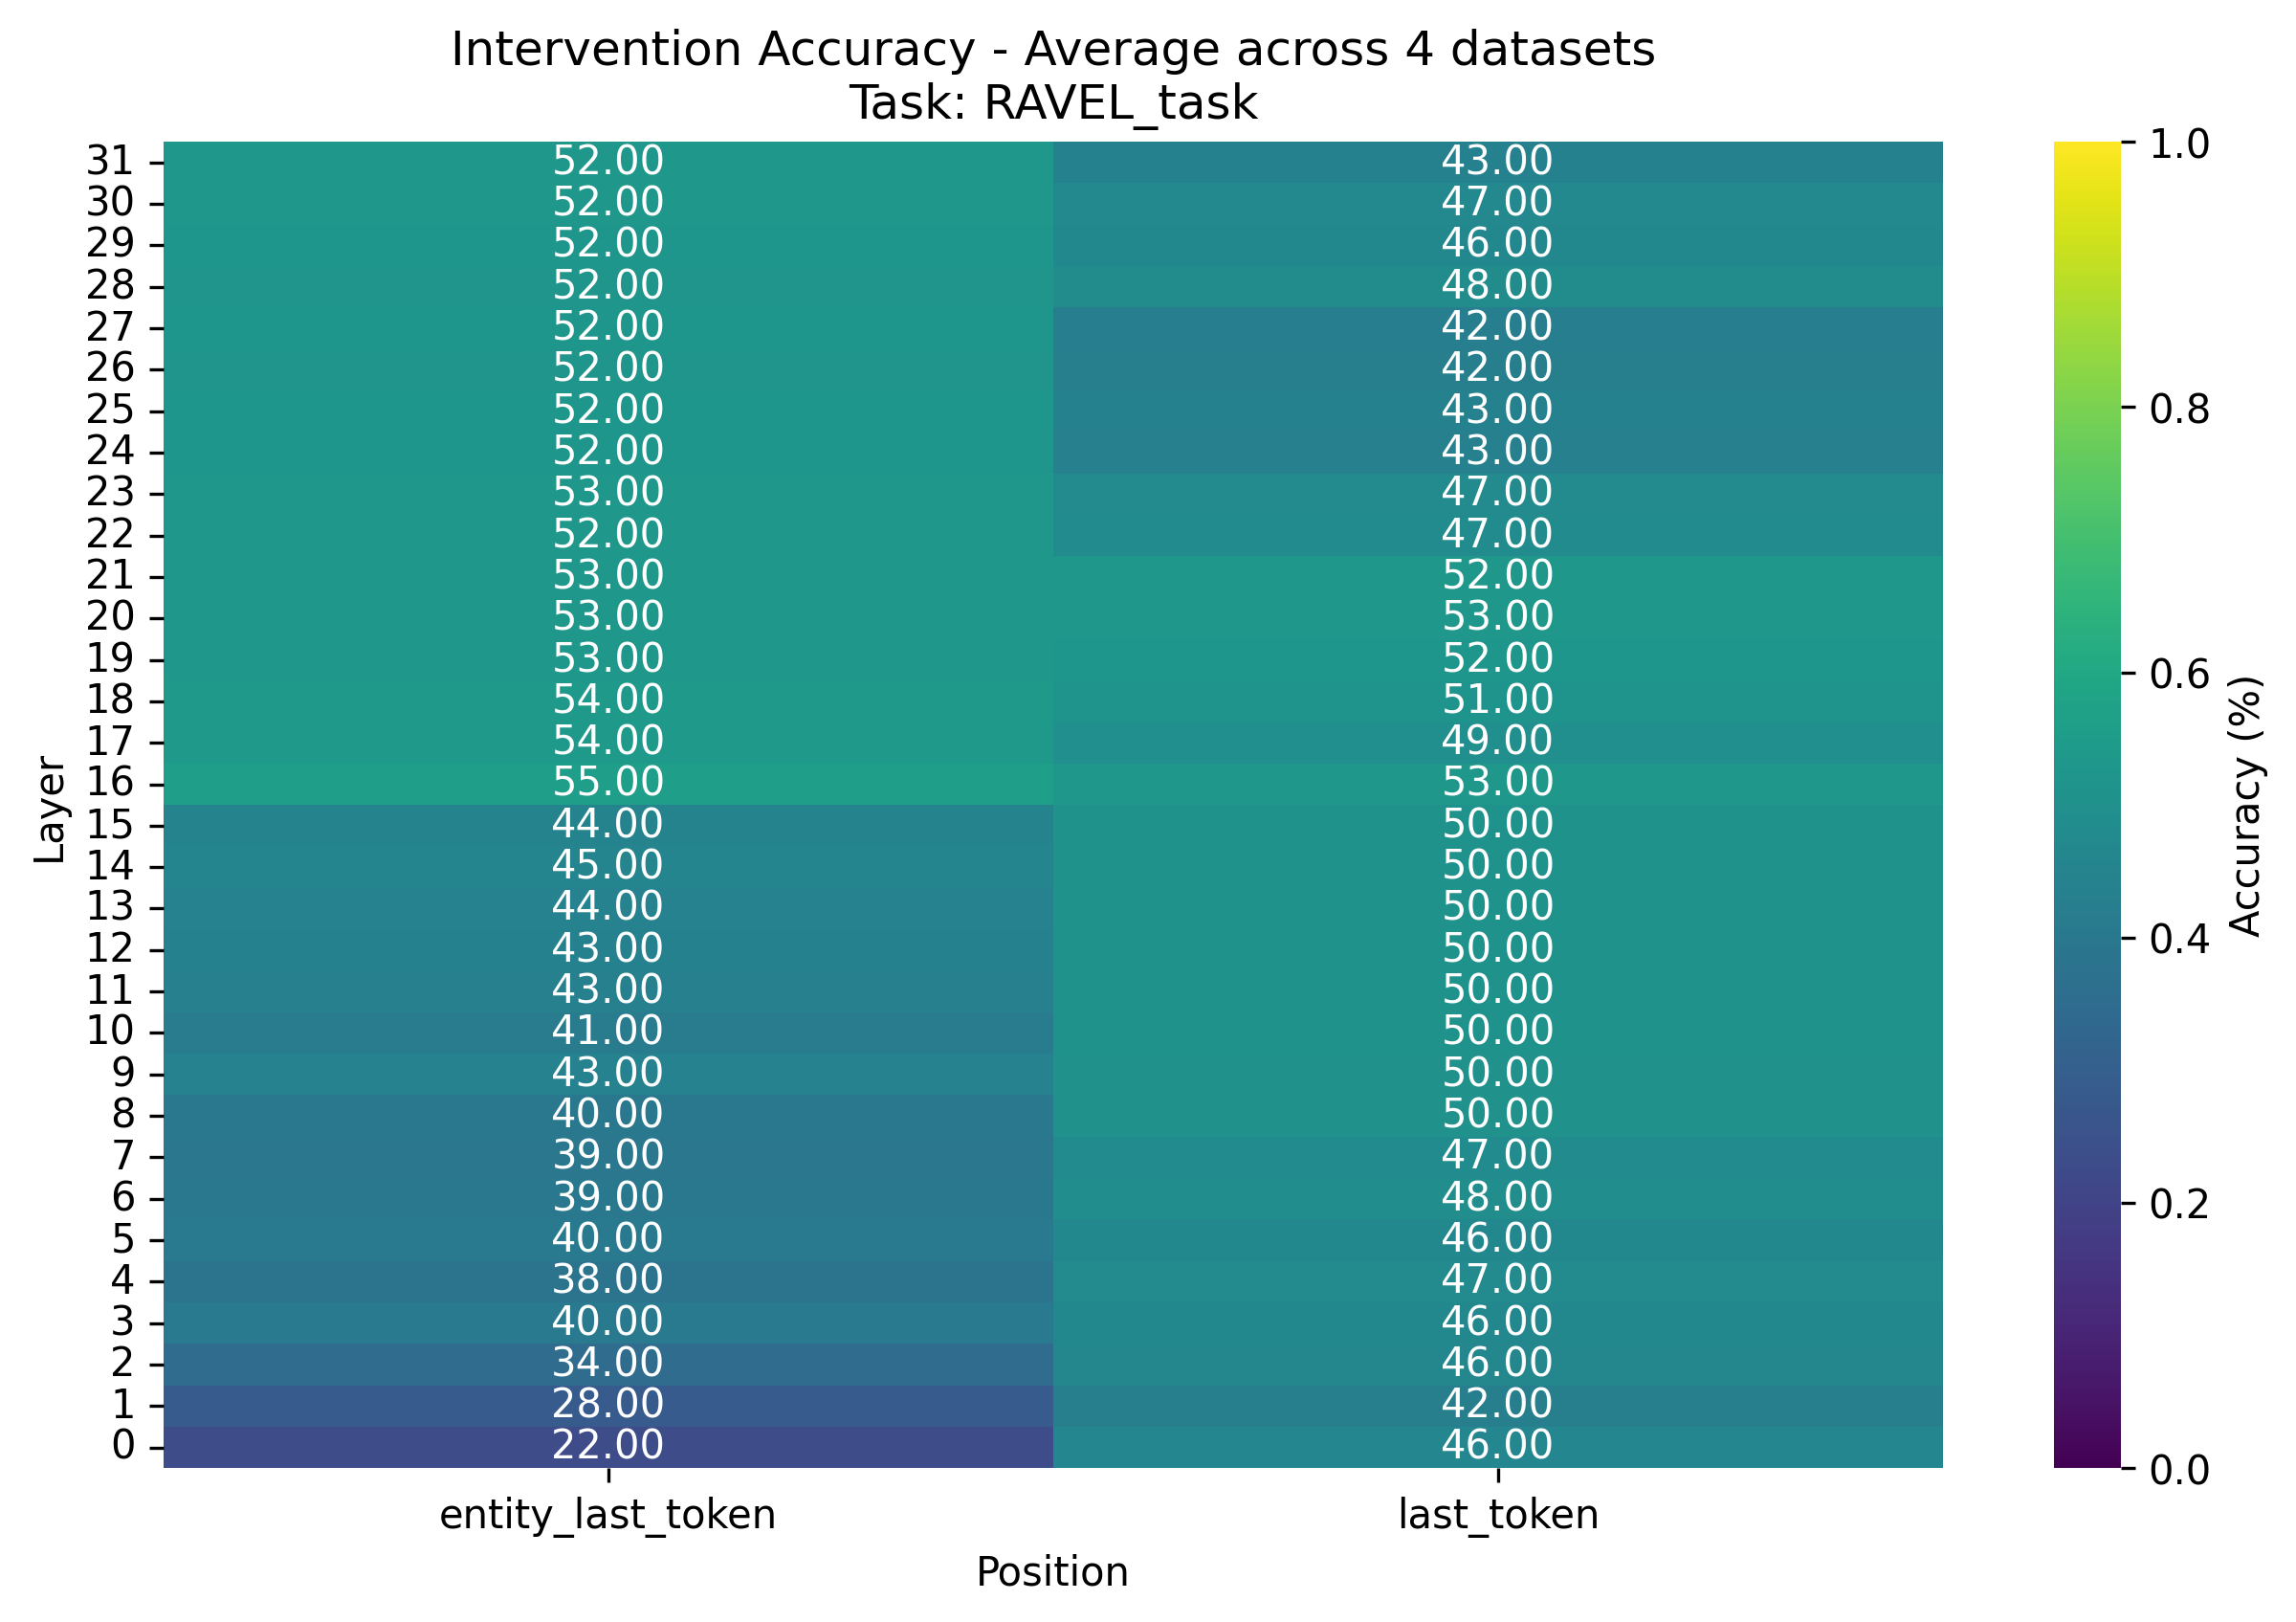 Intervention Accuracy - Average across 4 datasets
Task: RAVEL_task
31 52.00 43.00
30 52.00 47.00
29 52.00 46.00
28 52.00 48.00
27 52.00 42.00
26 52.00 42.00
25 52.00 43.00
24 52.00 43.00
23 53.00 47.00
22 52.00 47.00
21 53.00 52.00
20 53.00 53.00
19 53.00 52.00
18 54.00 51.00
17 54.00 49.00
16 55.00 53.00
15 44.00 50.00
14 45.00 50.00
13 44.00 50.00
12 43.00 50.00
11 43.00 50.00
10 41.00 50.00
9 43.00 50.00
8 40.00 50.00
7 39.00 47.00
6 39.00 48.00
5 40.00 46.00
4 38.00 47.00
3 40.00 46.00
2 34.00 46.00
1 28.00 42.00
0 22.00 46.00
entity_last_token last_token
Position
Layer
1.0
0.8
0.6
0.4
0.2
0.0
Accuracy (%)